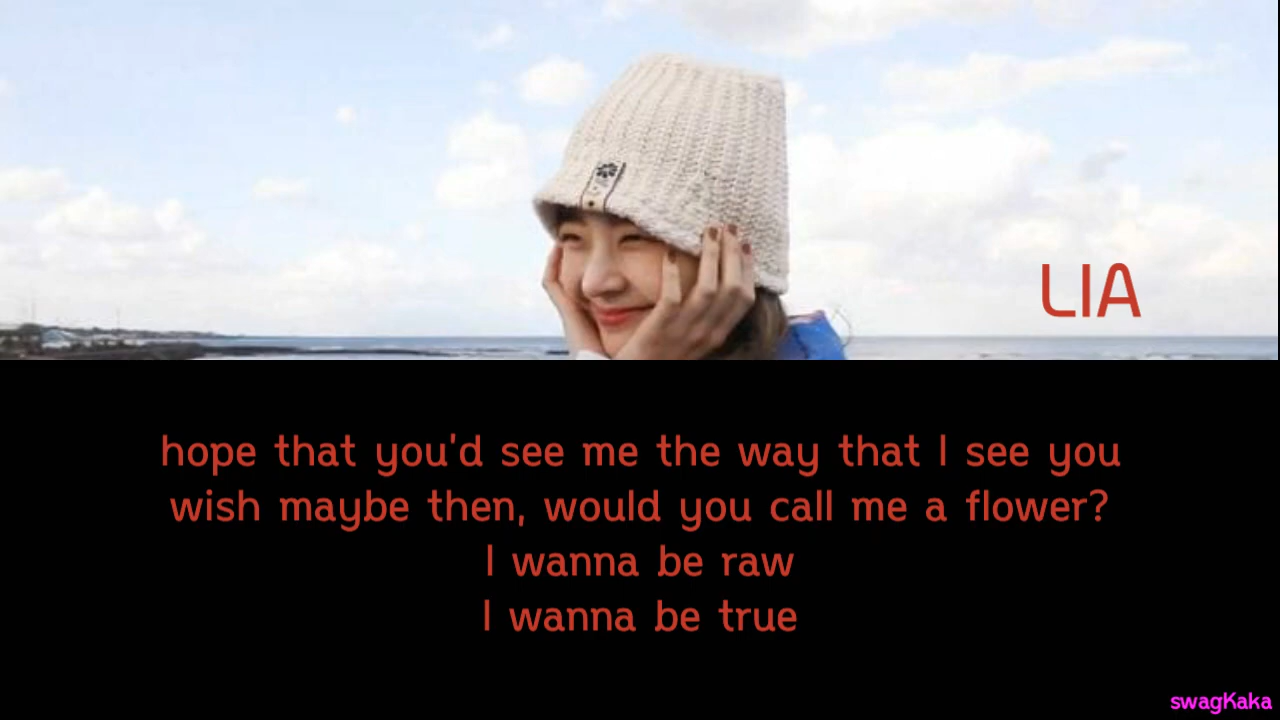 LIA
hope that you'd see me the way that I see you
wish maybe then, would you call me a flower?
I wanna be raw
I wanna be true
swagKaka